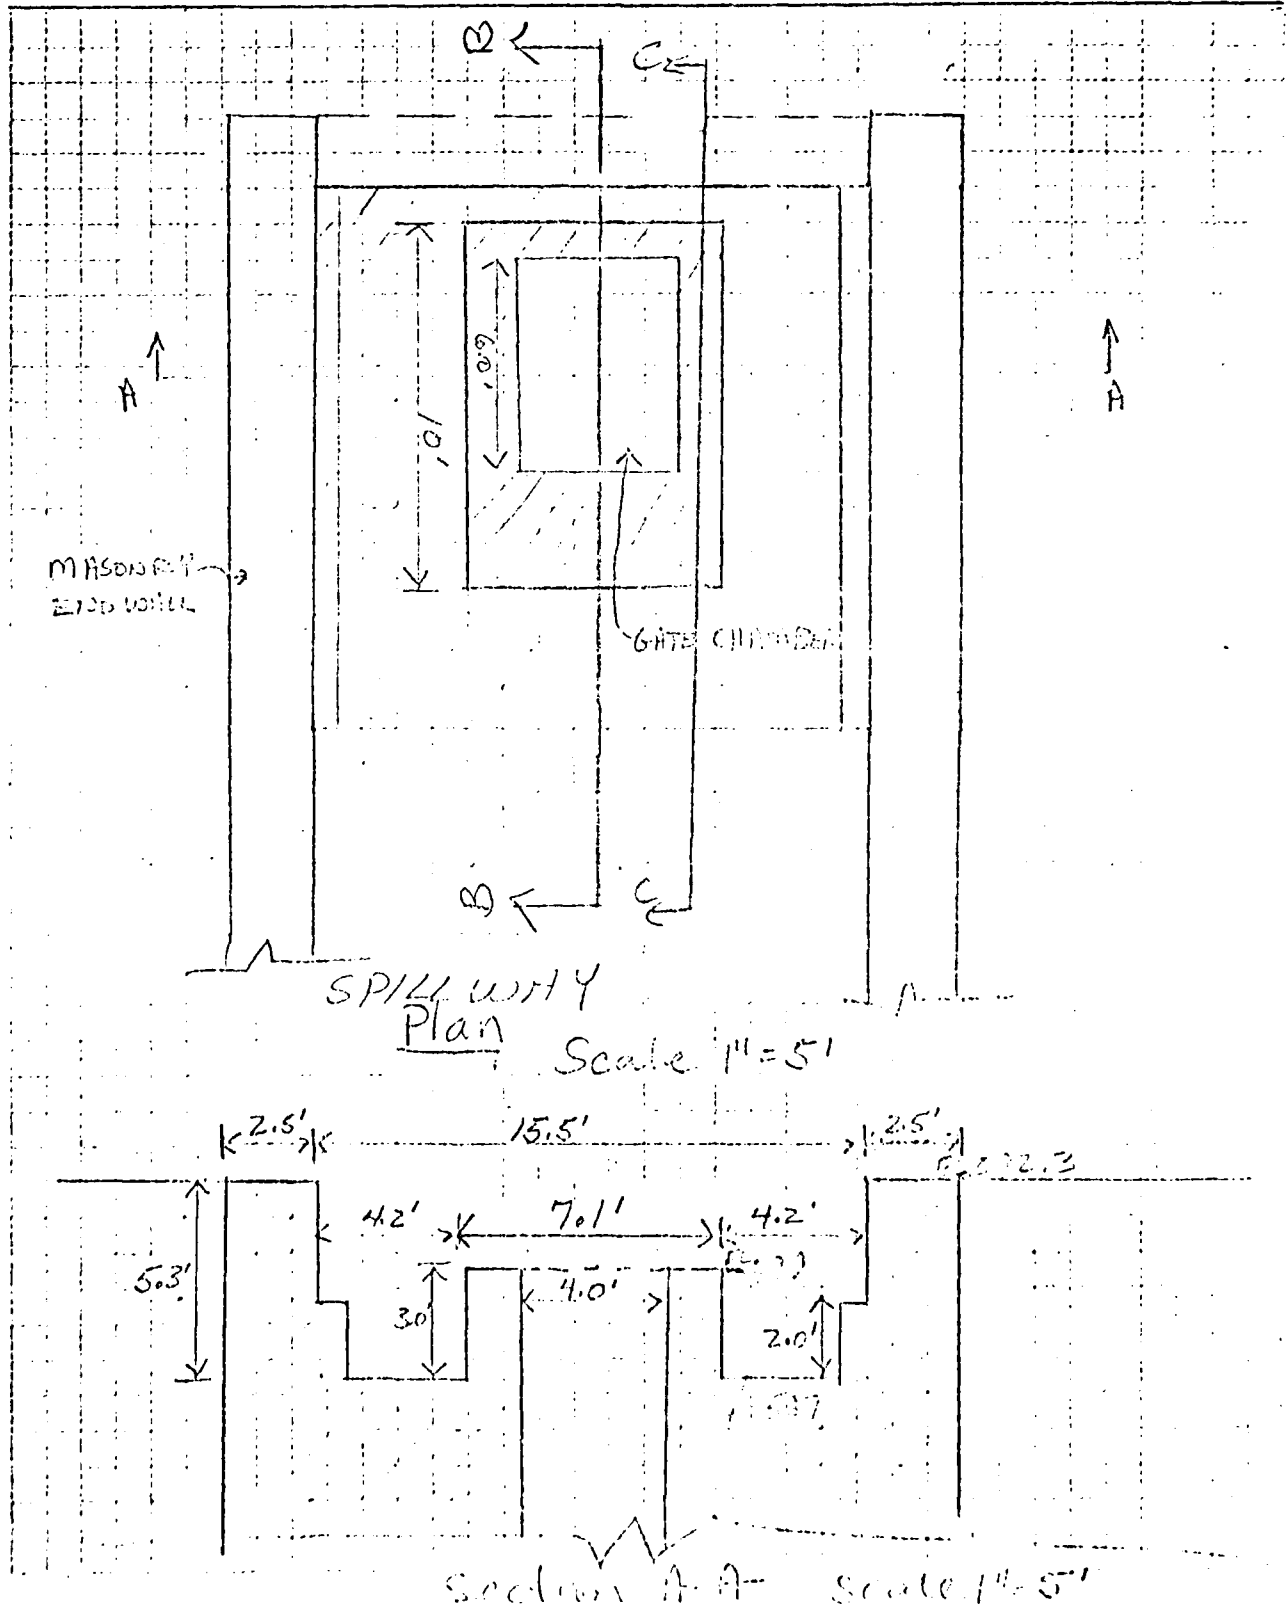 B
C
6.0'
10'
A
A
MASONRY
END WALL
GATE CHAMBER
B
C
SPILLWAY
Plan
Scale 1"=5'
2.5'
15.5'
2.5'
4.2'
7.1'
4.2'
5.3'
3.0'
4.0'
2.0'
Section A-A Scale 1"=5'